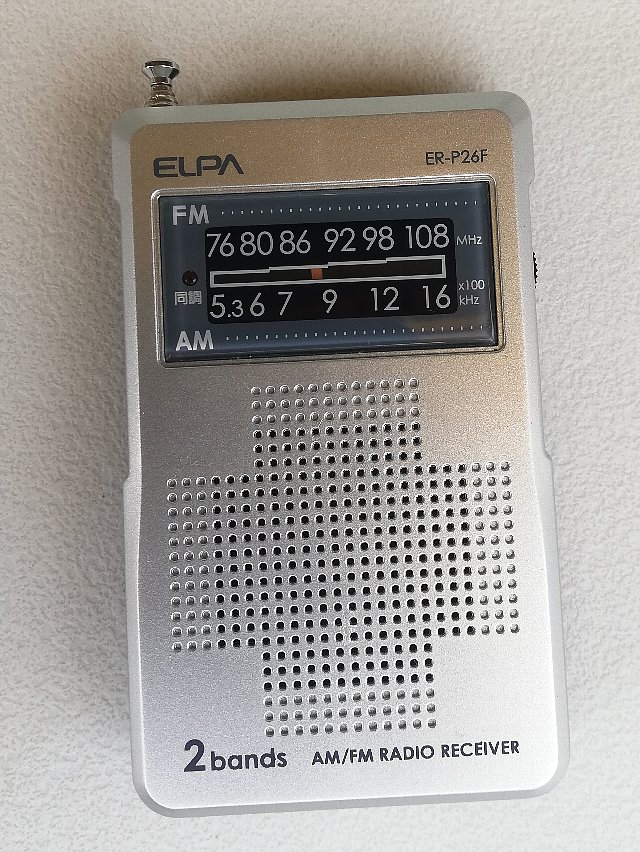 ELPA
ER-P26F
FM
76 80 86 92 98 108 MHz
同調
5.3 6 7 9 12 16 x100 kHz
AM
2 bands AM/FM RADIO RECEIVER